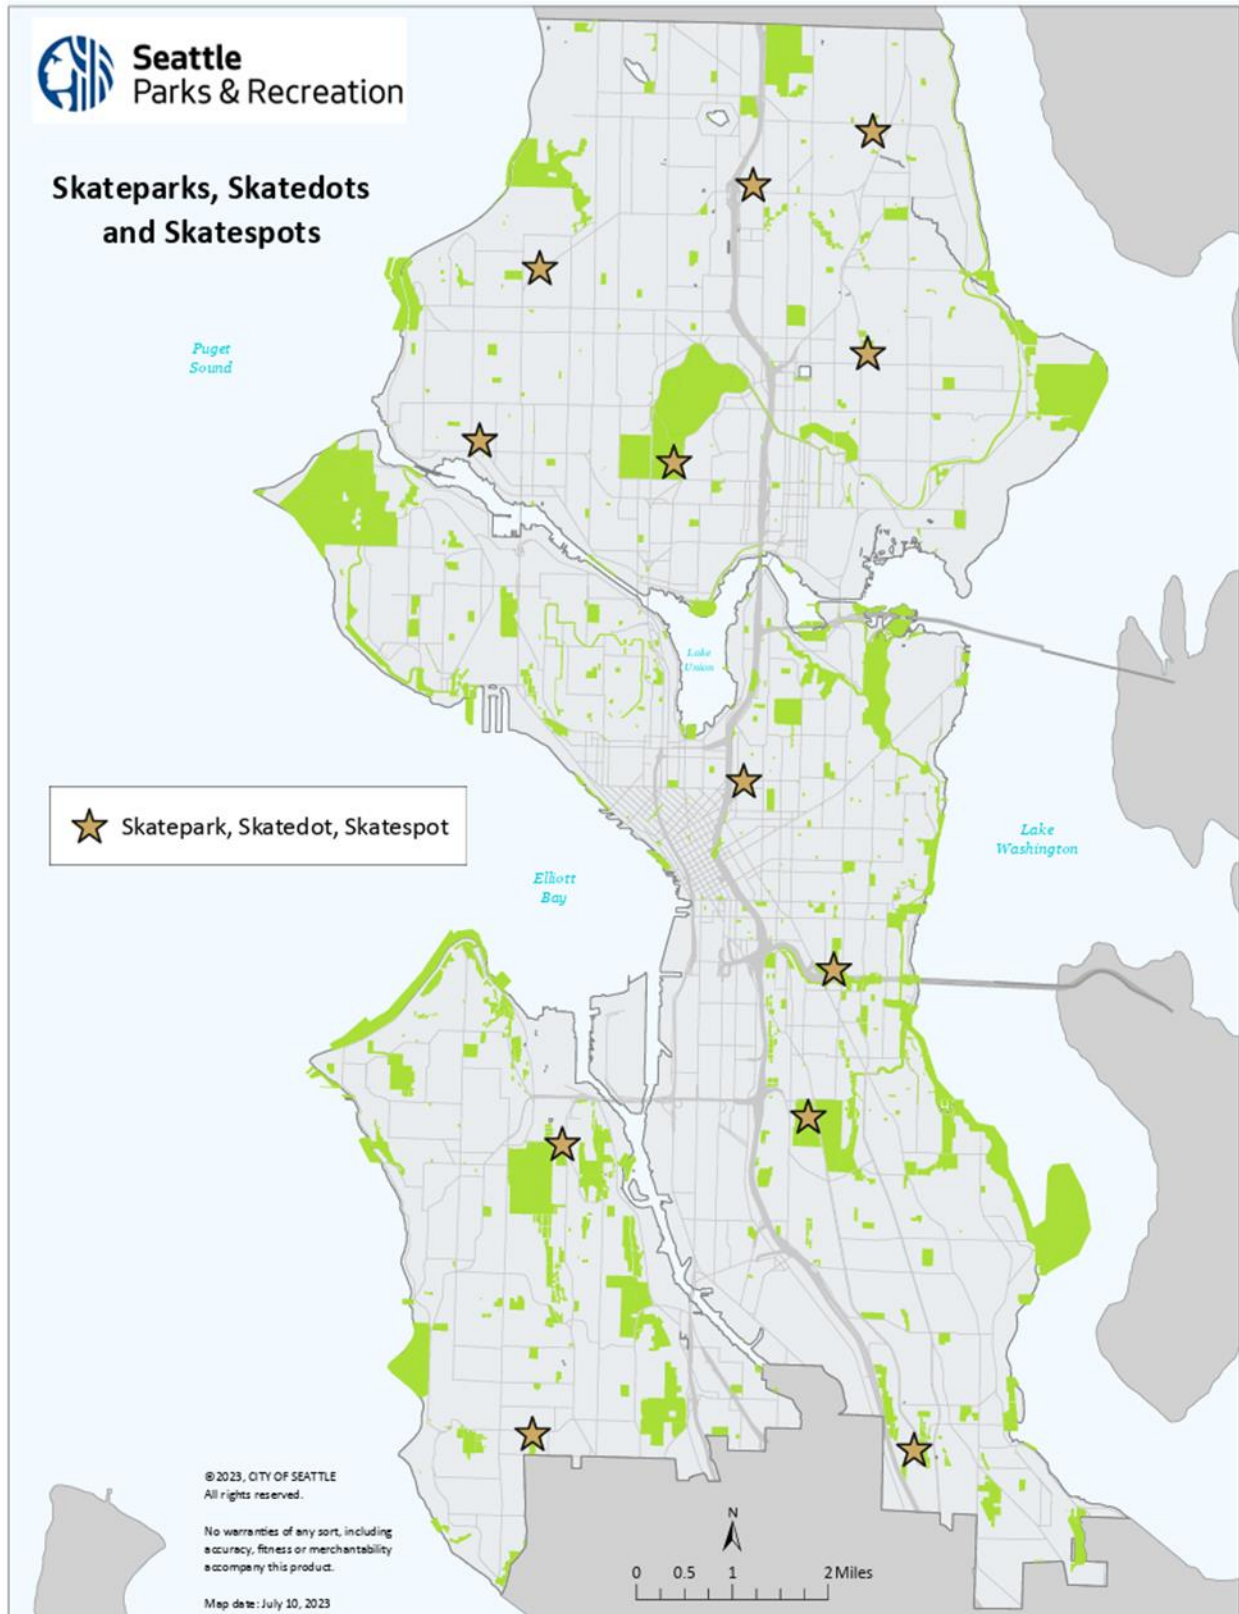 Seattle
Parks & Recreation
Skateparks, Skatedots
and Skatespots
Puget
Sound
Lake
Union
Skatepark, Skatedot, Skatespot
Lake
Washington
Elliott
Bay
©2023, CITY OF SEATTLE
All rights reserved.
No warranties of any sort, including
accuracy, fitness or merchantability
accompany this product.
Map date: July 10, 2023
N
0 0.5 1 2 Miles